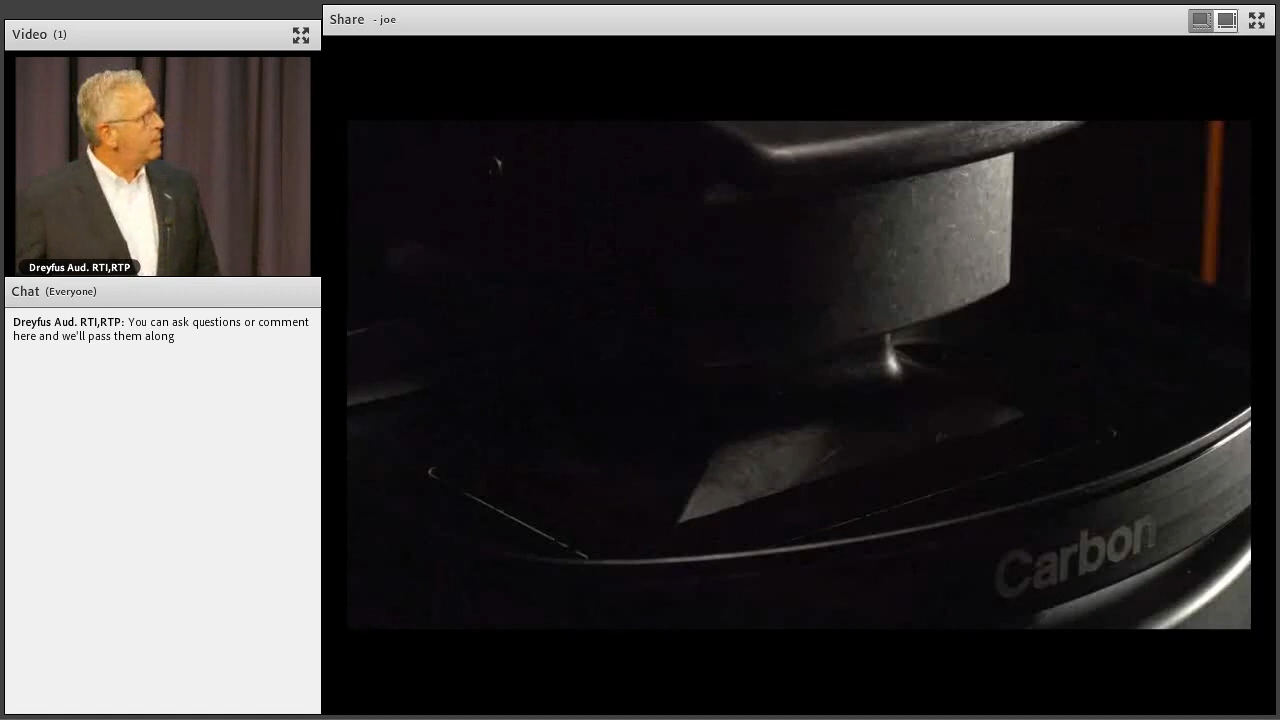 Video (1)
Share - joe
Dreyfus Aud. RTI,RTP
Chat (Everyone)
Dreyfus Aud. RTI,RTP: You can ask questions or comment
here and we'll pass them along
Carbon